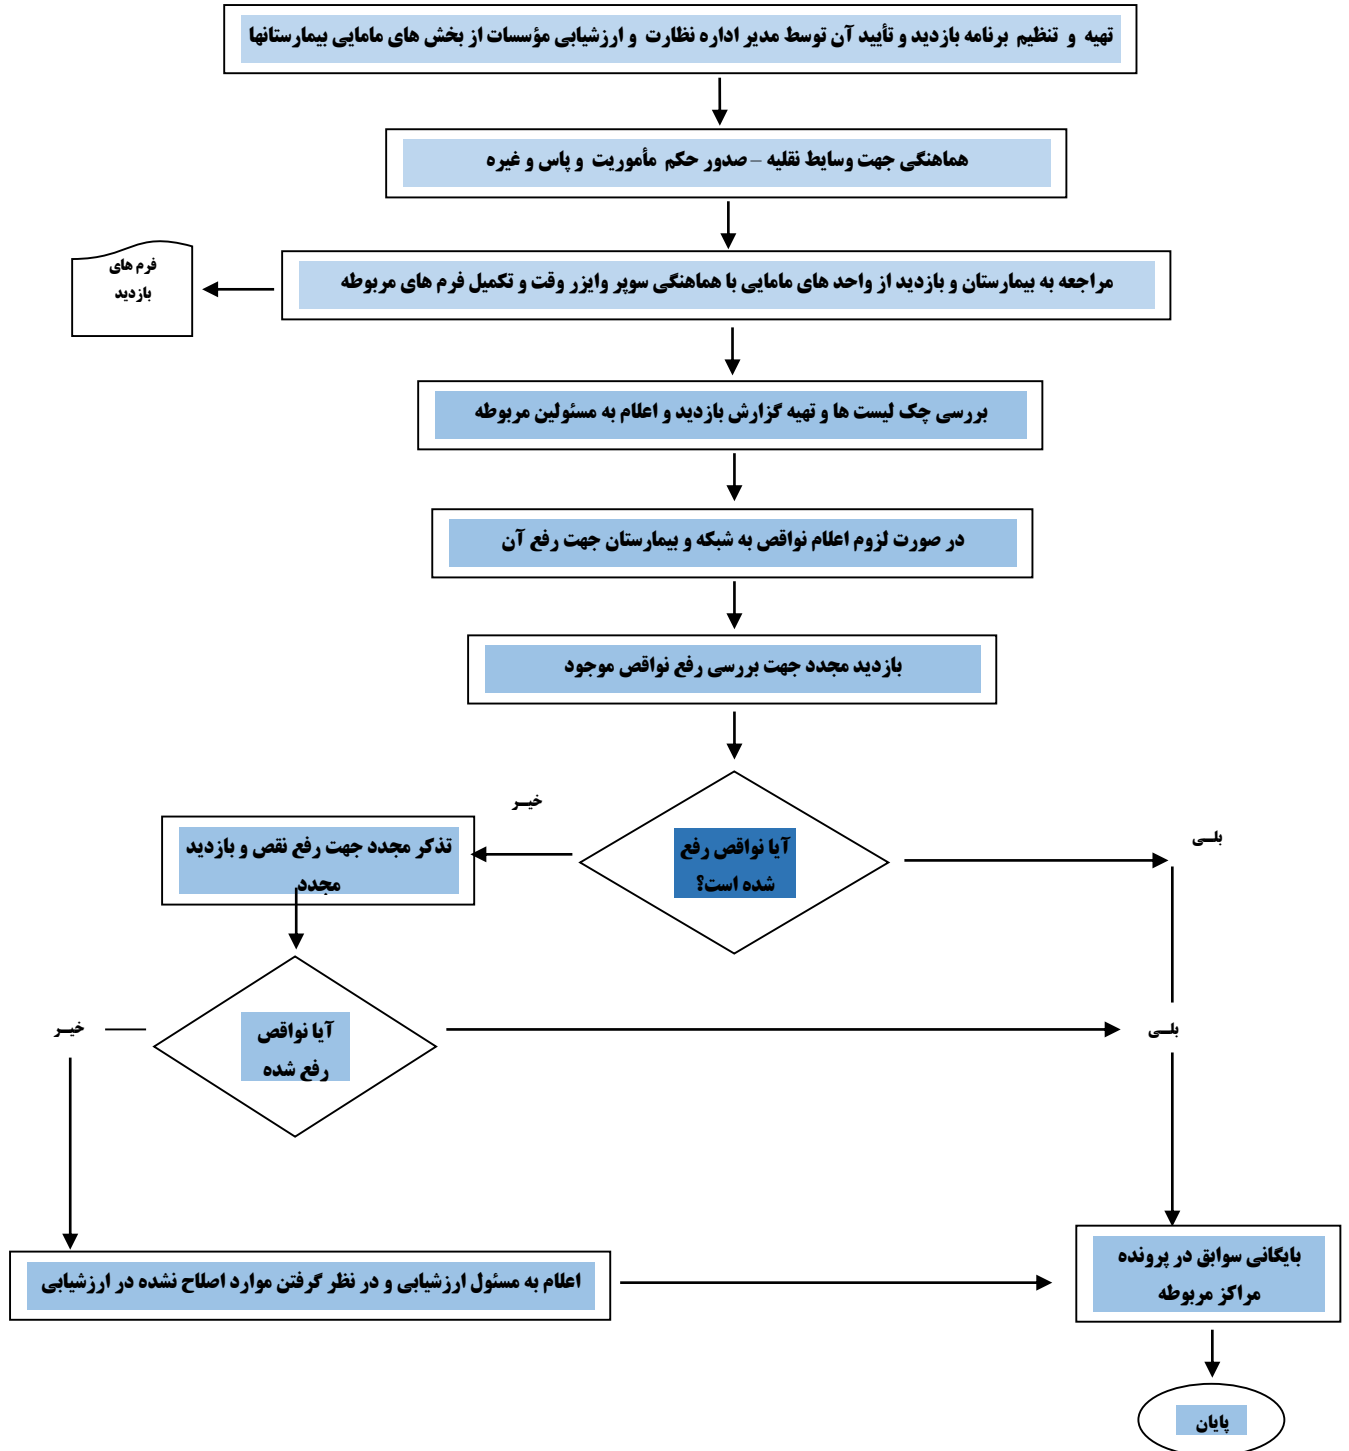 تهیه و تنظیم برنامه بازدید و تأیید آن توسط مدیر اداره نظارت و ارزشیابی مؤسسات از بخش های مامایی بیمارستانها
هماهنگی جهت وسایط نقلیه – صدور حکم مأموریت و پاس و غیره
مراجعه به بیمارستان و بازدید از واحد های مامایی با هماهنگی سوپر وایزر وقت و تکمیل فرم های مربوطه
فرم های
بازدید
بررسی چک لیست ها و تهیه گزارش بازدید و اعلام به مسئولین مربوطه
در صورت لزوم اعلام نواقص به شبکه و بیمارستان جهت رفع آن
بازدید مجدد جهت بررسی رفع نواقص موجود
آیا نواقص رفع
شده است؟
خیـر
بلـی
تذکر مجدد جهت رفع نقص و بازدید
مجدد
آیا نواقص
رفع شده
خیـر
بلـی
اعلام به مسئول ارزشیابی و در نظر گرفتن موارد اصلاح نشده در ارزشیابی
بایگانی سوابق در پرونده
مراکز مربوطه
پایان